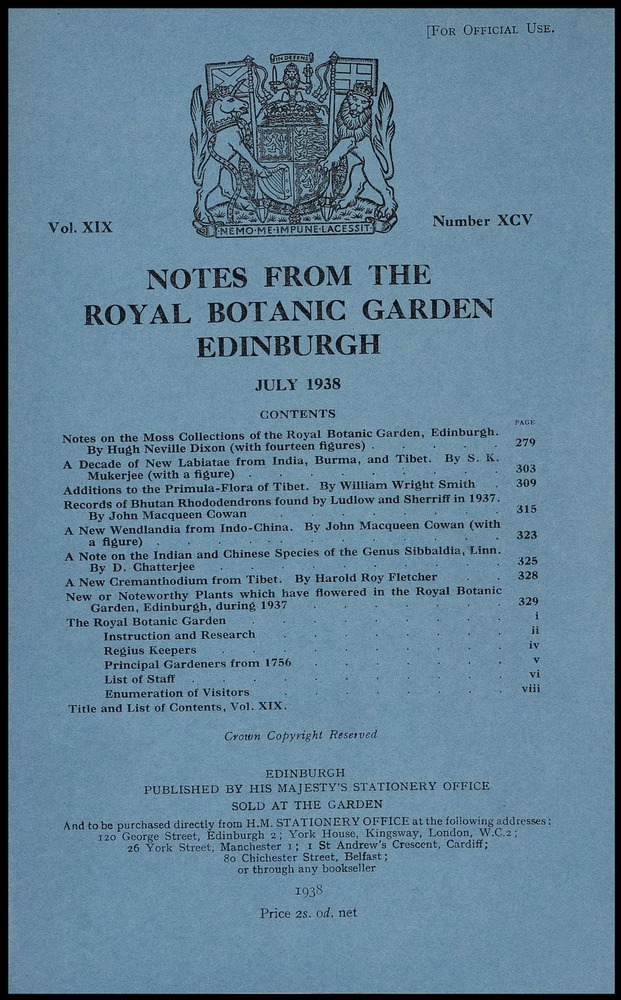 [FOR OFFICIAL USE.
IN DEFENS
NEMO·ME·IMPUNE·LACESSIT
Vol. XIX
Number XCV
NOTES FROM THE
ROYAL BOTANIC GARDEN
EDINBURGH
JULY 1938
CONTENTS
PAGE
Notes on the Moss Collections of the Royal Botanic Garden, Edinburgh.
By Hugh Neville Dixon (with fourteen figures) . . . . . 279
A Decade of New Labiatae from India, Burma, and Tibet. By S. K.
Mukerjee (with a figure) . . . . . . . . 303
Additions to the Primula-Flora of Tibet. By William Wright Smith . 309
Records of Bhutan Rhododendrons found by Ludlow and Sherriff in 1937.
By John Macqueen Cowan . . . . . . . 315
A New Wendlandia from Indo-China. By John Macqueen Cowan (with
a figure) . . . . . . . . . . 323
A Note on the Indian and Chinese Species of the Genus Sibbaldia, Linn.
By D. Chatterjee . . . . . . . . 325
A New Cremanthodium from Tibet. By Harold Roy Fletcher . . 328
New or Noteworthy Plants which have flowered in the Royal Botanic
Garden, Edinburgh, during 1937 . . . . . . 329
The Royal Botanic Garden . . . . . . . . i
Instruction and Research . . . . . . . ii
Regius Keepers . . . . . . . . iv
Principal Gardeners from 1756 . . . . . . v
List of Staff . . . . . . . . . vi
Enumeration of Visitors . . . . . . . viii
Title and List of Contents, Vol. XIX.
Crown Copyright Reserved
EDINBURGH
PUBLISHED BY HIS MAJESTY'S STATIONERY OFFICE
SOLD AT THE GARDEN
And to be purchased directly from H.M. STATIONERY OFFICE at the following addresses:
120 George Street, Edinburgh 2; York House, Kingsway, London, W.C.2;
26 York Street, Manchester 1; 1 St Andrew's Crescent, Cardiff;
80 Chichester Street, Belfast;
or through any bookseller
1938
Price 2s. od. net